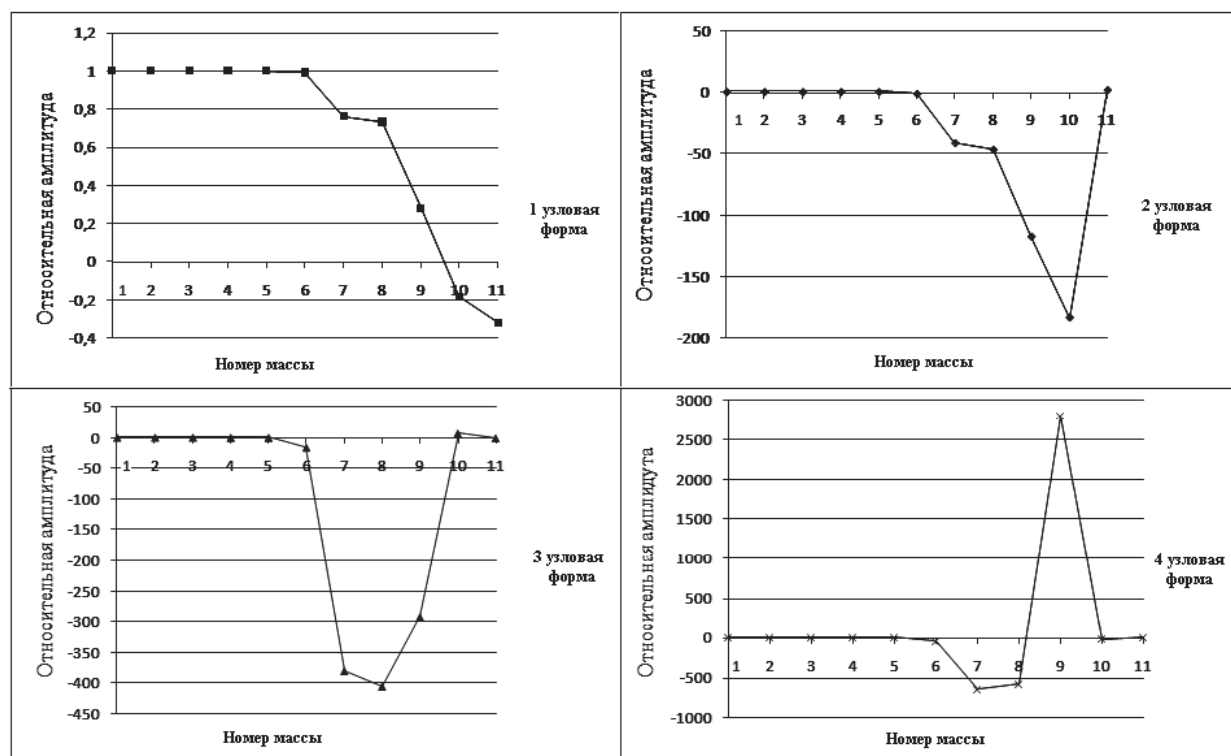 1,2
1
0,8
0,6
0,4
0,2
0
-0,2
-0,4
1 2 3 4 5 6 7 8 9 10 11
Относительная амплитуда
Номер массы
1 узловая
форма
50
0
-50
-100
-150
-200
1 2 3 4 5 6 7 8 9 10 11
Относительная амплитуда
Номер массы
2 узловая
форма
50
0
-50
-100
-150
-200
-250
-300
-350
-400
-450
1 2 3 4 5 6 7 8 9 10 11
Относительная амплитуда
Номер массы
3 узловая
форма
3000
2500
2000
1500
1000
500
0
-500
-1000
1 2 3 4 5 6 7 8 9 10 11
Относительная амплидута
Номер массы
4 узловая
форма